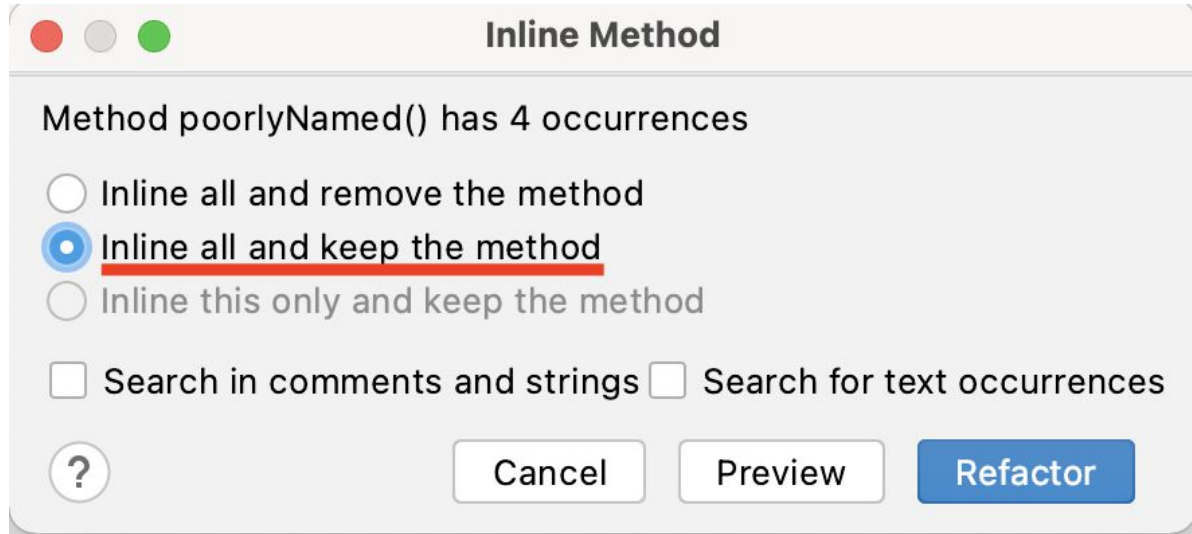 Inline Method
Method poorlyNamed() has 4 occurrences
Inline all and remove the method
Inline all and keep the method
Inline this only and keep the method
Search in comments and strings Search for text occurrences
? Cancel Preview Refactor